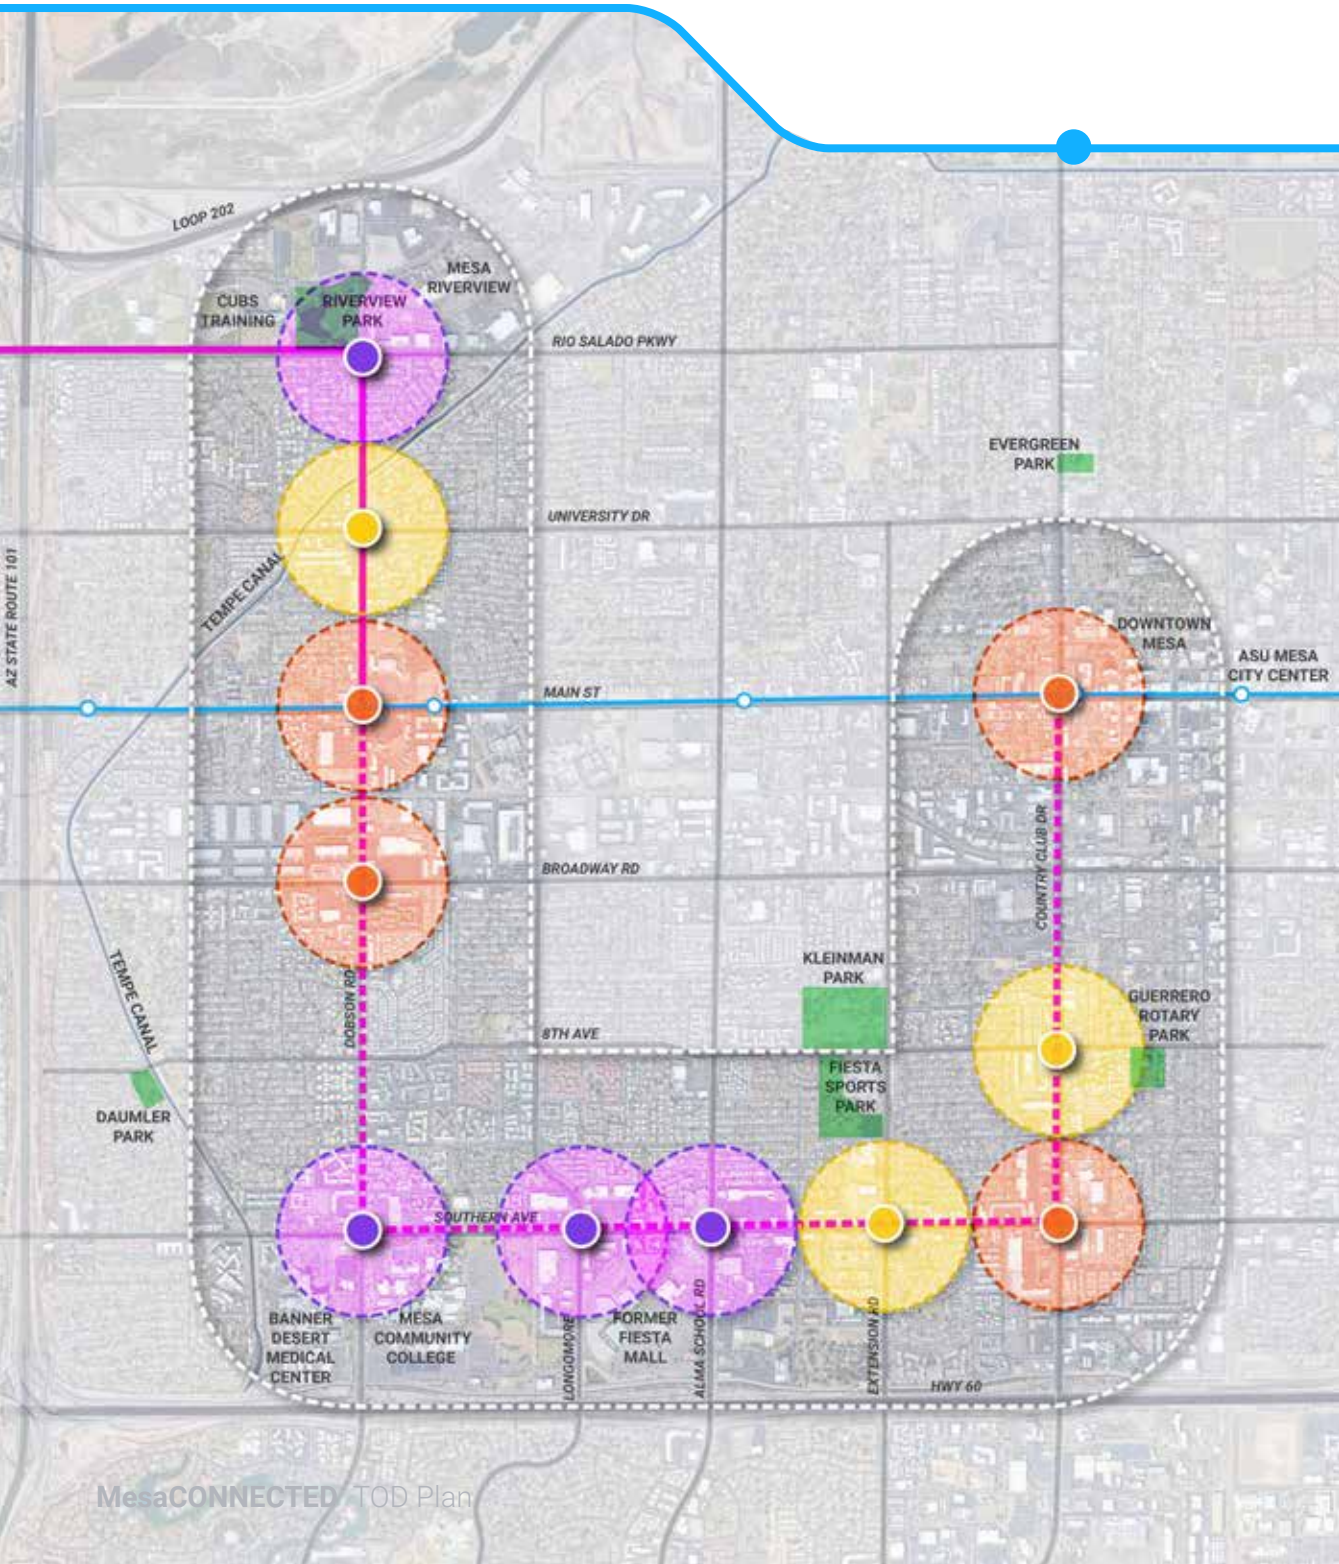 LOOP 202
MESA
RIVERVIEW
CUBS
TRAINING
RIVERVIEW
PARK
RIO SALADO PKWY
EVERGREEN
PARK
UNIVERSITY DR
AZ STATE ROUTE 101
TEMPE CANAL
DOWNTOWN
MESA
ASU MESA
CITY CENTER
MAIN ST
COUNTRY CLUB DR
BROADWAY RD
TEMPE CANAL
DOBSON RD
KLEINMAN
PARK
GUERRERO
ROTARY
PARK
8TH AVE
FIESTA
SPORTS
PARK
DAUMLER
PARK
SOUTHERN AVE
BANNER
DESERT
MEDICAL
CENTER
MESA
COMMUNITY
COLLEGE
LONGOMORE
FORMER
FIESTA
MALL
ALMA SCHOOL RD
EXTENSION RD
HWY 60
MesaCONNECTED TOD Plan